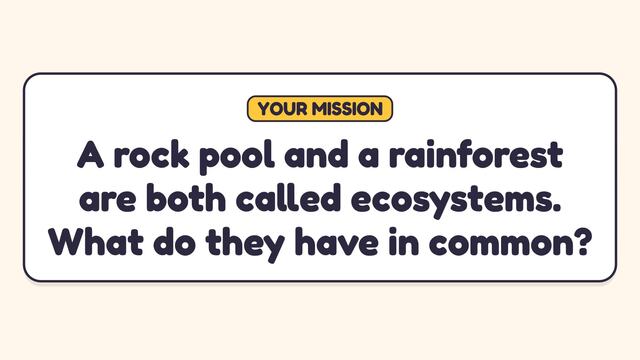 YOUR MISSION
A rock pool and a rainforest
are both called ecosystems.
What do they have in common?